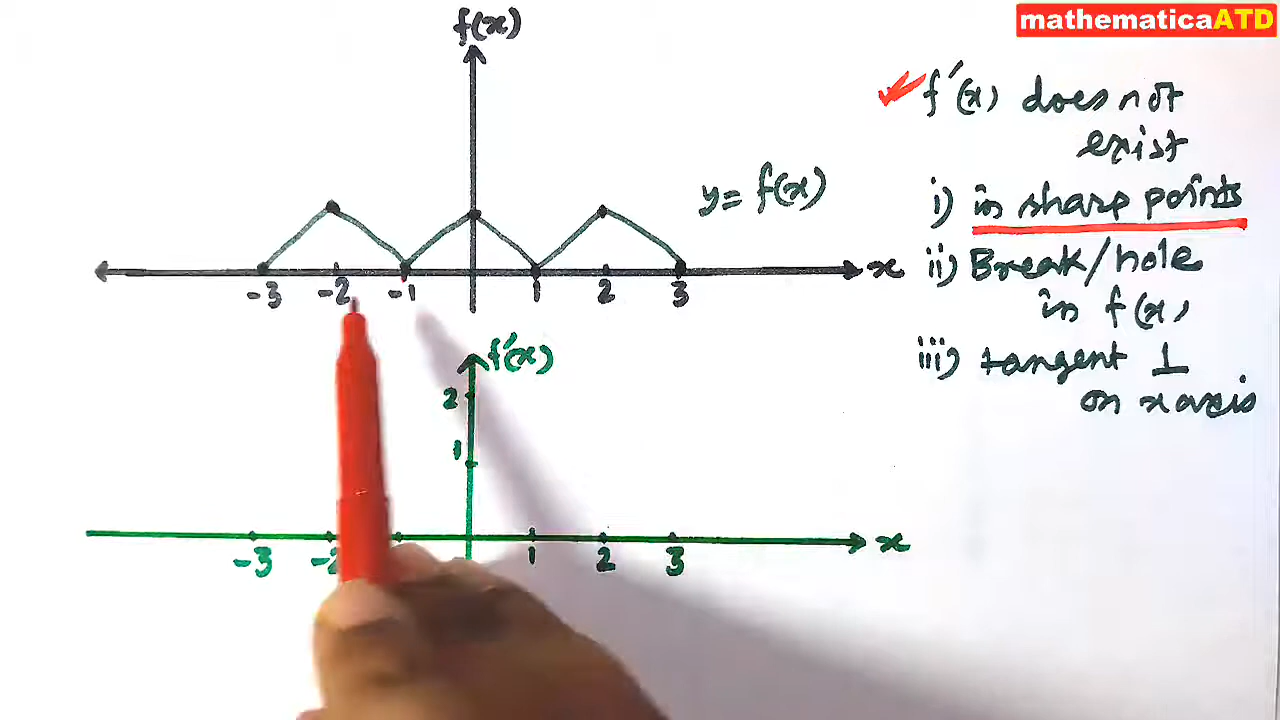 mathematicaATD
f(x)
f'(x) does not
exist
i) in sharp points
y = f(x)
ii) Break/hole
in f(x)
x
-3 -2 -1 1 2 3
iii) tangent ⊥
on x axis
f'(x)
2
1
x
-3 -2 1 2 3